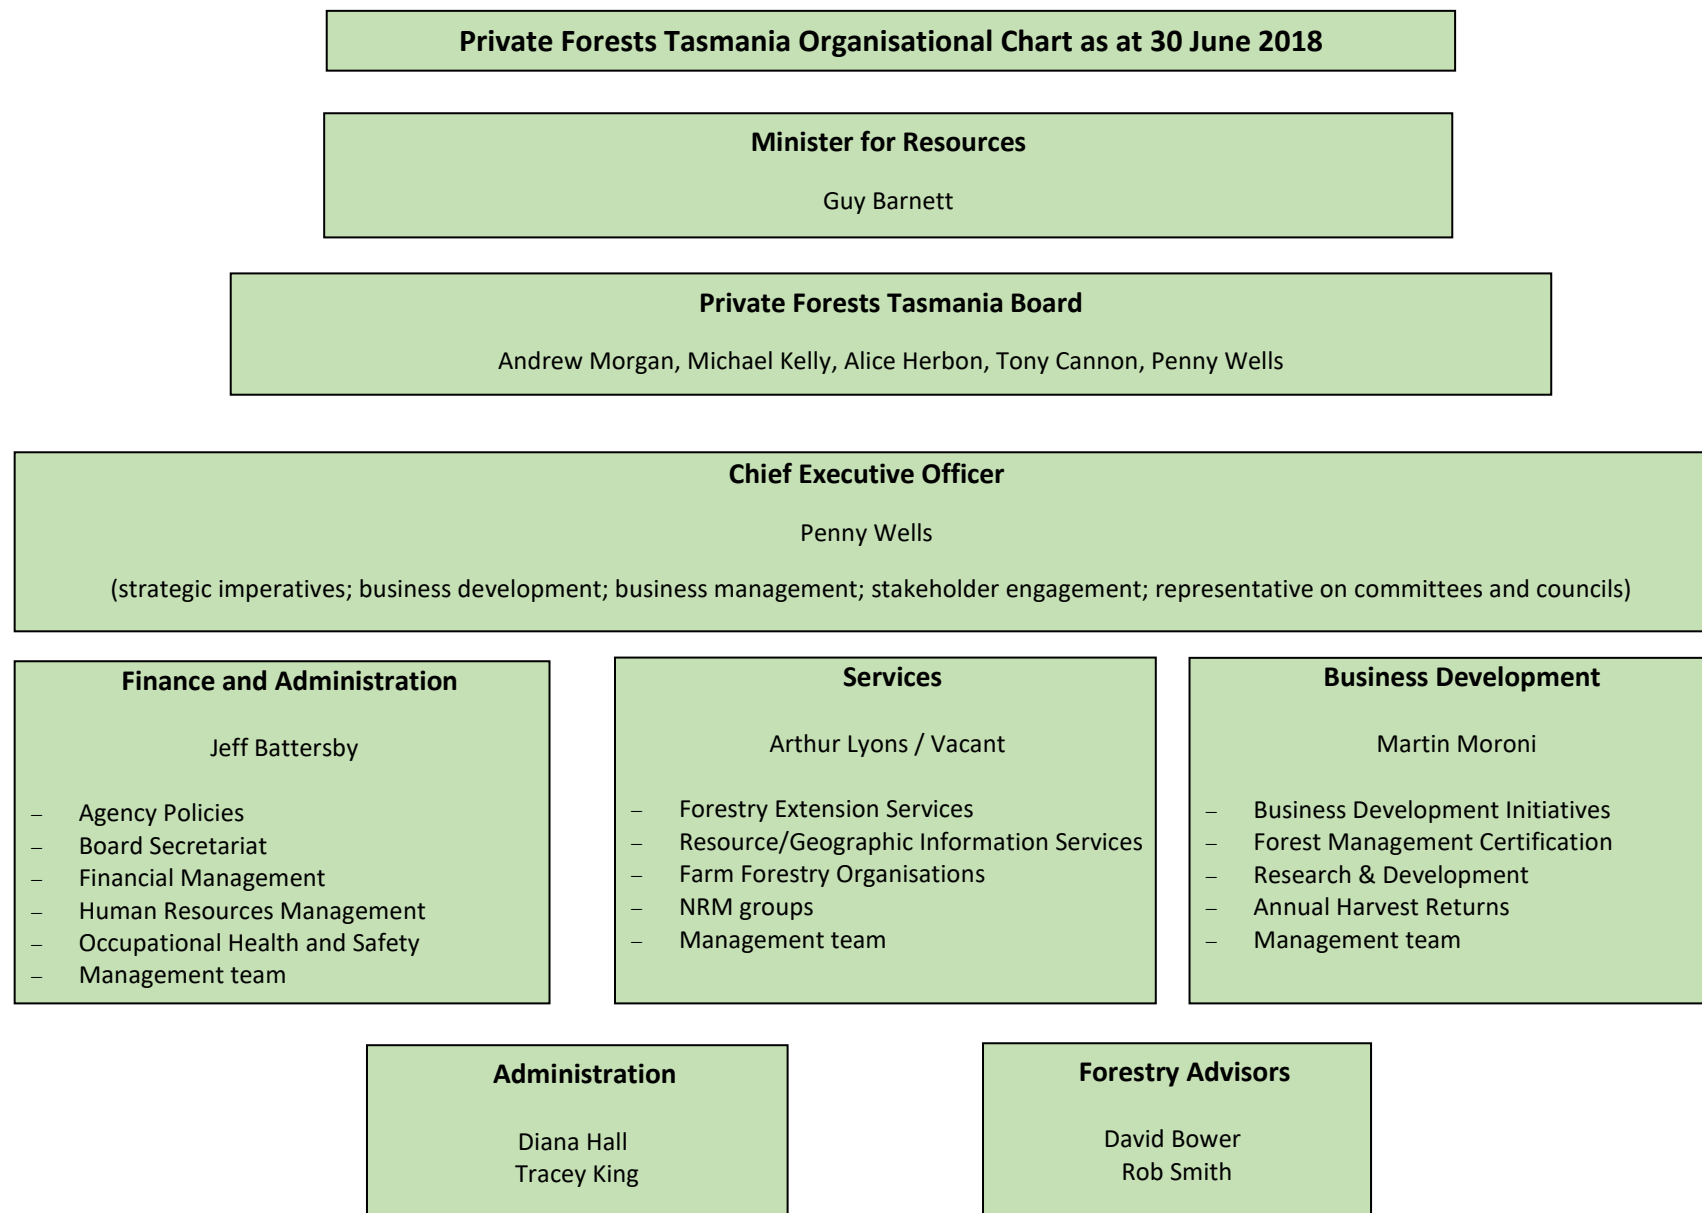 Private Forests Tasmania Organisational Chart as at 30 June 2018
Minister for Resources
Guy Barnett
Private Forests Tasmania Board
Andrew Morgan, Michael Kelly, Alice Herbon, Tony Cannon, Penny Wells
Chief Executive Officer
Penny Wells
(strategic imperatives; business development; business management; stakeholder engagement; representative on committees and councils)
Finance and Administration
Jeff Battersby
– Agency Policies
– Board Secretariat
– Financial Management
– Human Resources Management
– Occupational Health and Safety
– Management team
Services
Arthur Lyons / Vacant
– Forestry Extension Services
– Resource/Geographic Information Services
– Farm Forestry Organisations
– NRM groups
– Management team
Business Development
Martin Moroni
– Business Development Initiatives
– Forest Management Certification
– Research & Development
– Annual Harvest Returns
– Management team
Administration
Diana Hall
Tracey King
Forestry Advisors
David Bower
Rob Smith